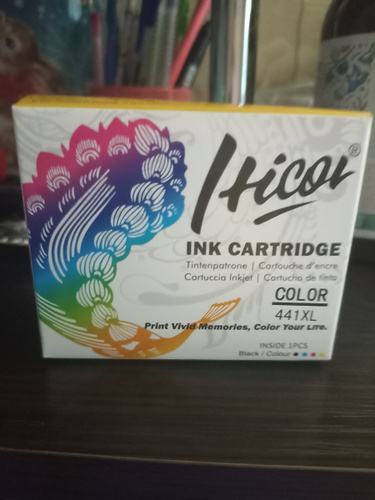 Hicor®
INK CARTRIDGE
Tintenpatrone | Cartouche d'encre
Cartuccia Inkjet | Cartucho de tinta
COLOR
441XL
Print Vivid Memories, Color Your Life.
INSIDE 1PCS
Black / Colour